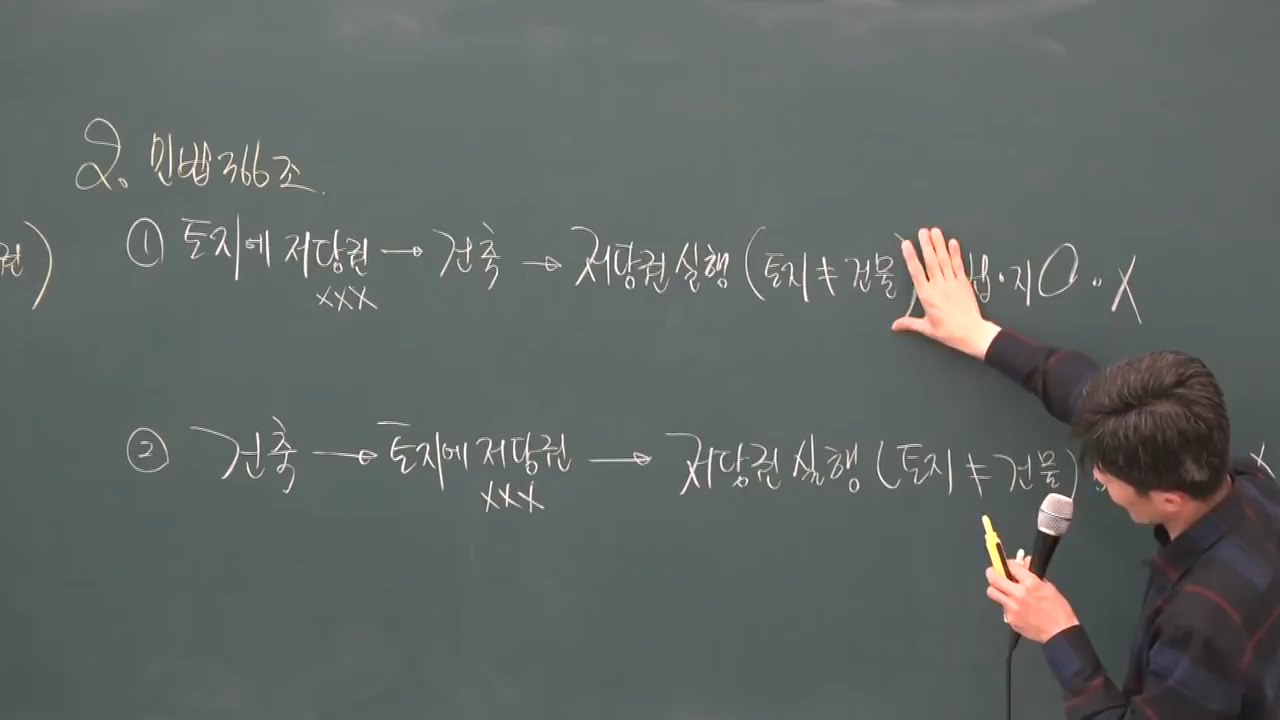 2. 민법 366조.
권)
① 토지에 저당권 → 건축 → 저당권 실행 (토지 ≠ 건물) 법·지 O·X
XXX
② 건축 → 토지에 저당권 → 저당권 실행 (토지 ≠ 건물)
XXX